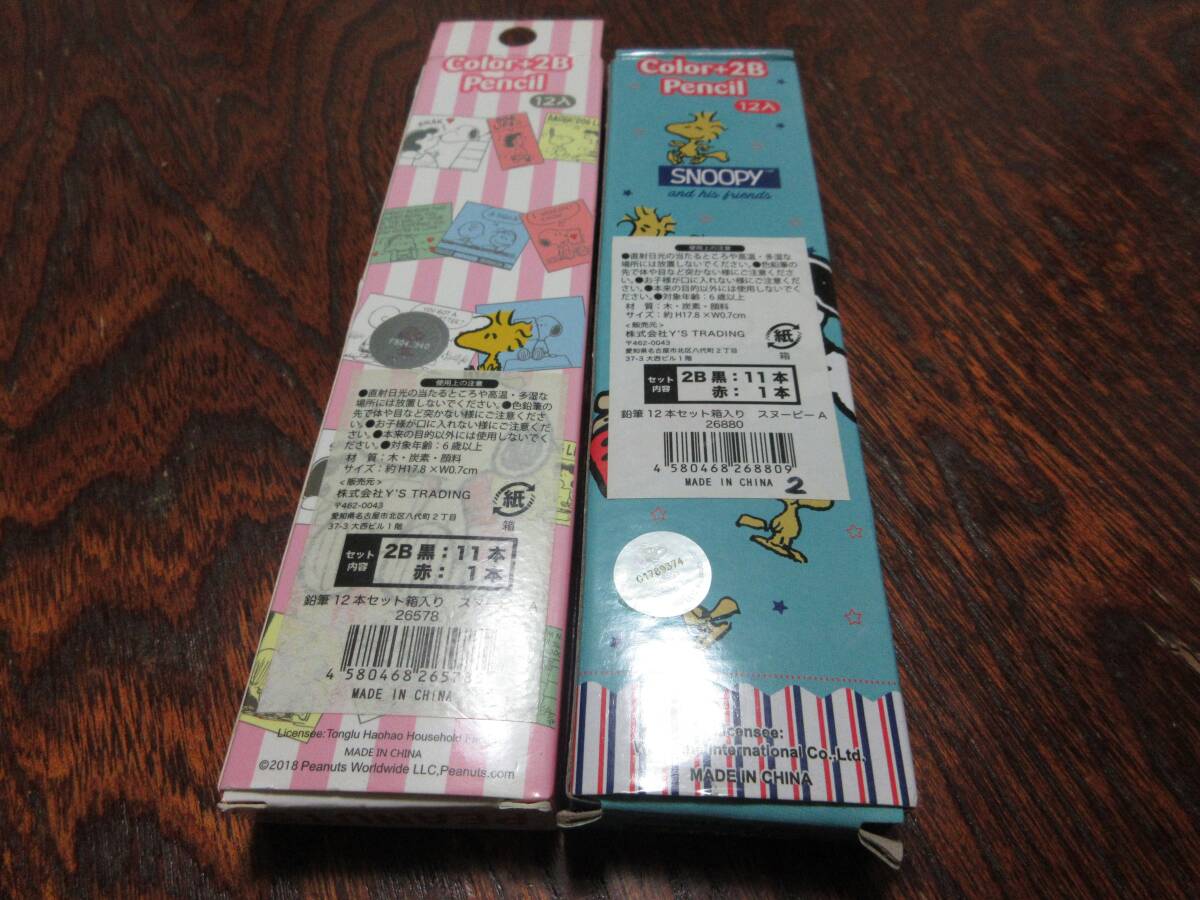 Color+2B
Pencil
12入
SMAK
使用上の注意
●直射日光の当たるところや高温・多湿な
場所には放置しないでください。●色鉛筆の
先で体や目など突かない様にご注意くださ
い。●お子様が口に入れない様にご注意くだ
さい。●本来の目的以外には使用しないでく
ださい。●対象年齢：6歳以上
材 質：木・炭素・顔料
サイズ：約H17.8×W0.7cm
<販売元>
株式会社Y'S TRADING
〒462-0043
愛知県名古屋市北区八代町2丁目
37-3 大西ビル1階
紙
箱
セット内容
2B 黒：11本
赤： 1本
鉛筆12本セット箱入り スヌーピーA
26578
4 580468 26578
MADE IN CHINA
Licensee: Tonglu Haohao Household
MADE IN CHINA
©2018 Peanuts Worldwide LLC,Peanuts.com
Color+2B
Pencil
12入
SNOOPY™
and his friends
使用上の注意
●直射日光の当たるところや高温・多湿な
場所には放置しないでください。●色鉛筆の
先で体や目など突かない様にご注意くださ
い。●お子様が口に入れない様にご注意くだ
さい。●本来の目的以外には使用しないでく
ださい。●対象年齢：6歳以上
材 質：木・炭素・顔料
サイズ：約H17.8×W0.7cm
<販売元>
株式会社Y'S TRADING
〒462-0043
愛知県名古屋市北区八代町2丁目
37-3 大西ビル1階
紙
箱
セット内容
2B 黒：11本
赤： 1本
鉛筆12本セット箱入り スヌーピーA
26880
4 580468 268809
MADE IN CHINA 2
G1789374
Licensee:
International Co.,Ltd.
MADE IN CHINA